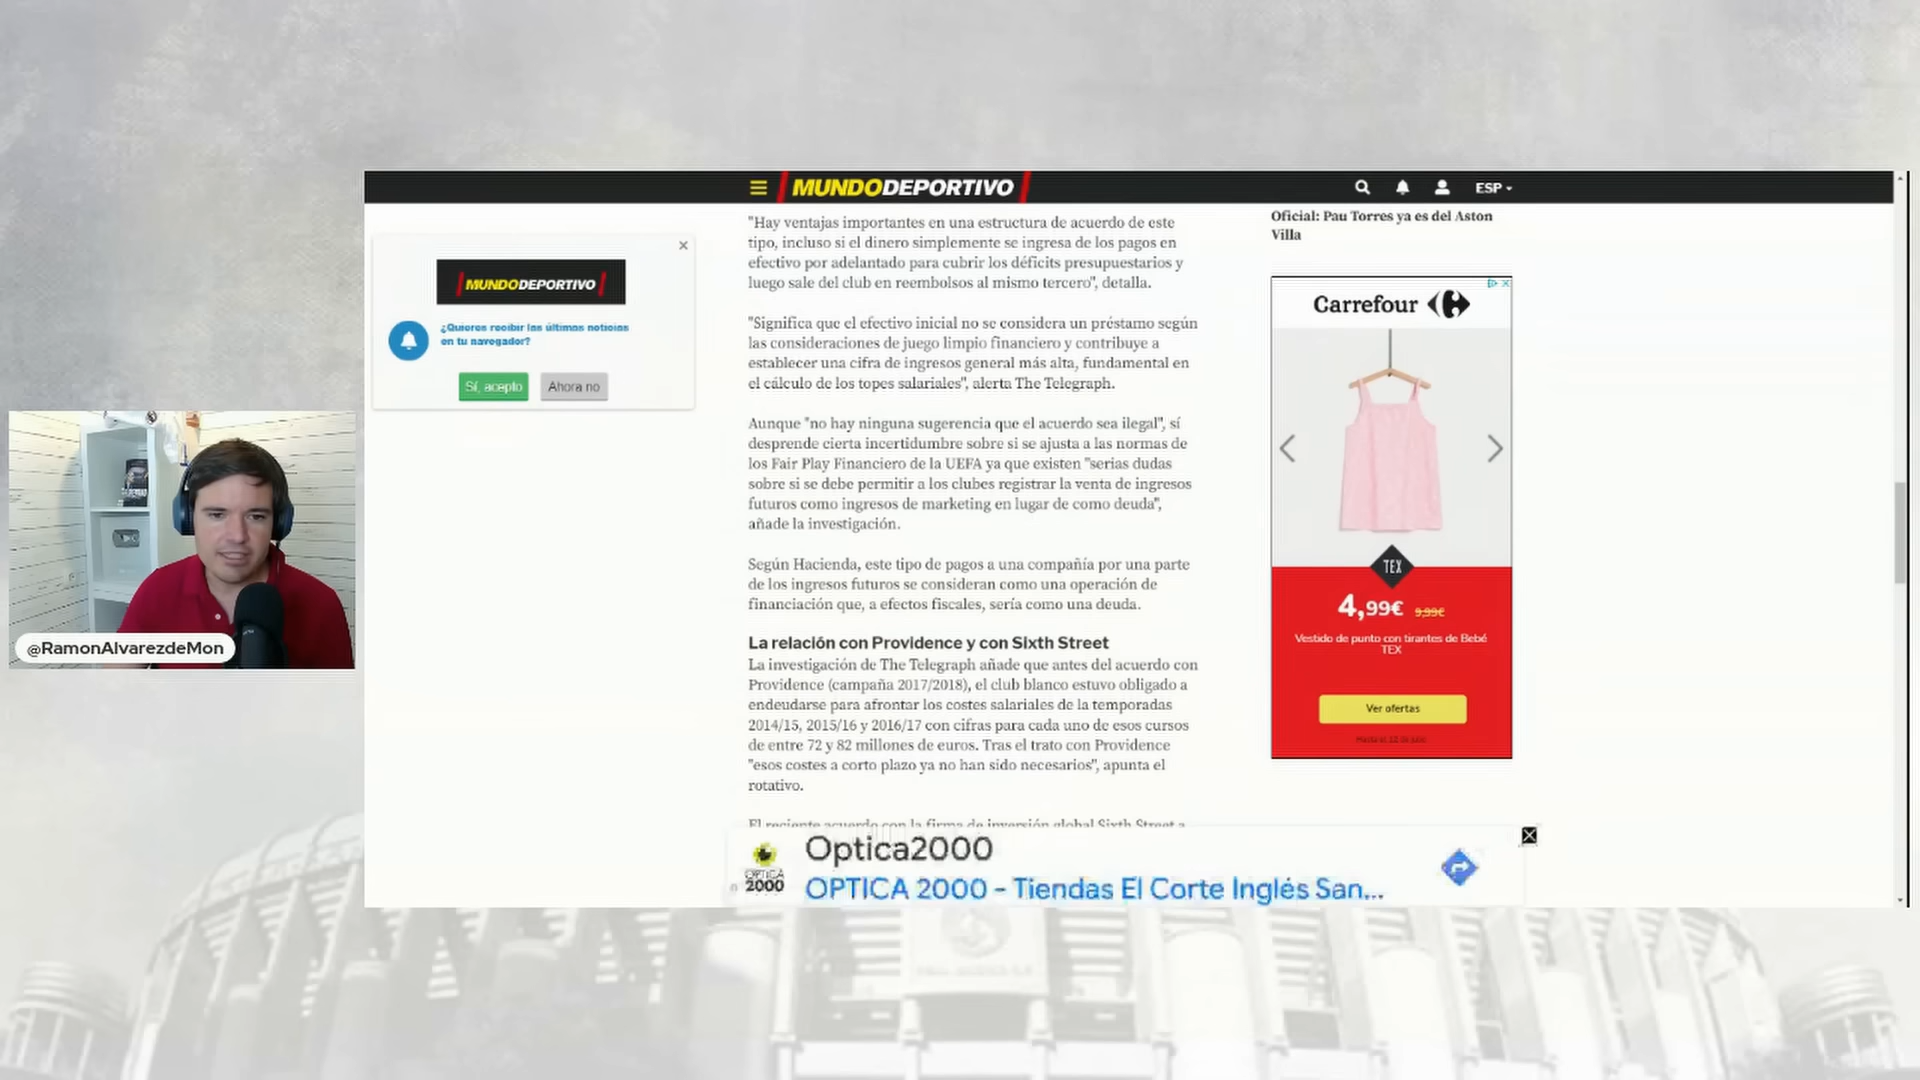 MUNDODEPORTIVO
ESP
"Hay ventajas importantes en una estructura de acuerdo de este
tipo, incluso si el dinero simplemente se ingresa de los pagos en
efectivo por adelantado para cubrir los déficits presupuestarios y
luego sale del club en reembolsos al mismo tercero", detalla.
"Significa que el efectivo inicial no se considera un préstamo según
las consideraciones de juego limpio financiero y contribuye a
establecer una cifra de ingresos general más alta, fundamental en
el cálculo de los topes salariales", alerta The Telegraph.
Aunque "no hay ninguna sugerencia que el acuerdo sea ilegal", sí
desprende cierta incertidumbre sobre si se ajusta a las normas de
los Fair Play Financiero de la UEFA ya que existen "serias dudas
sobre si se debe permitir a los clubes registrar la venta de ingresos
futuros como ingresos de marketing en lugar de como deuda",
añade la investigación.
Según Hacienda, este tipo de pagos a una compañía por una parte
de los ingresos futuros se consideran como una operación de
financiación que, a efectos fiscales, sería como una deuda.
La relación con Providence y con Sixth Street
La investigación de The Telegraph añade que antes del acuerdo con
Providence (campaña 2017/2018), el club blanco estuvo obligado a
endeudarse para afrontar los costes salariales de la temporadas
2014/15, 2015/16 y 2016/17 con cifras para cada uno de esos cursos
de entre 72 y 82 millones de euros. Tras el trato con Providence
"esos costes a corto plazo ya no han sido necesarios", apunta el
rotativo.
El reciente acuerdo con la firma de inversión global Sixth Street a
MUNDODEPORTIVO
¿Quieres recibir las últimas noticias
en tu navegador?
Sí, acepto
Ahora no
@RamonAlvarezdeMon
Oficial: Pau Torres ya es del Aston
Villa
Carrefour
TEX
4,99€ 9,99€
Vestido de punto con tirantes de Bebé
TEX
Ver ofertas
OPTICA
2000
Optica2000
OPTICA 2000 - Tiendas El Corte Inglés San...